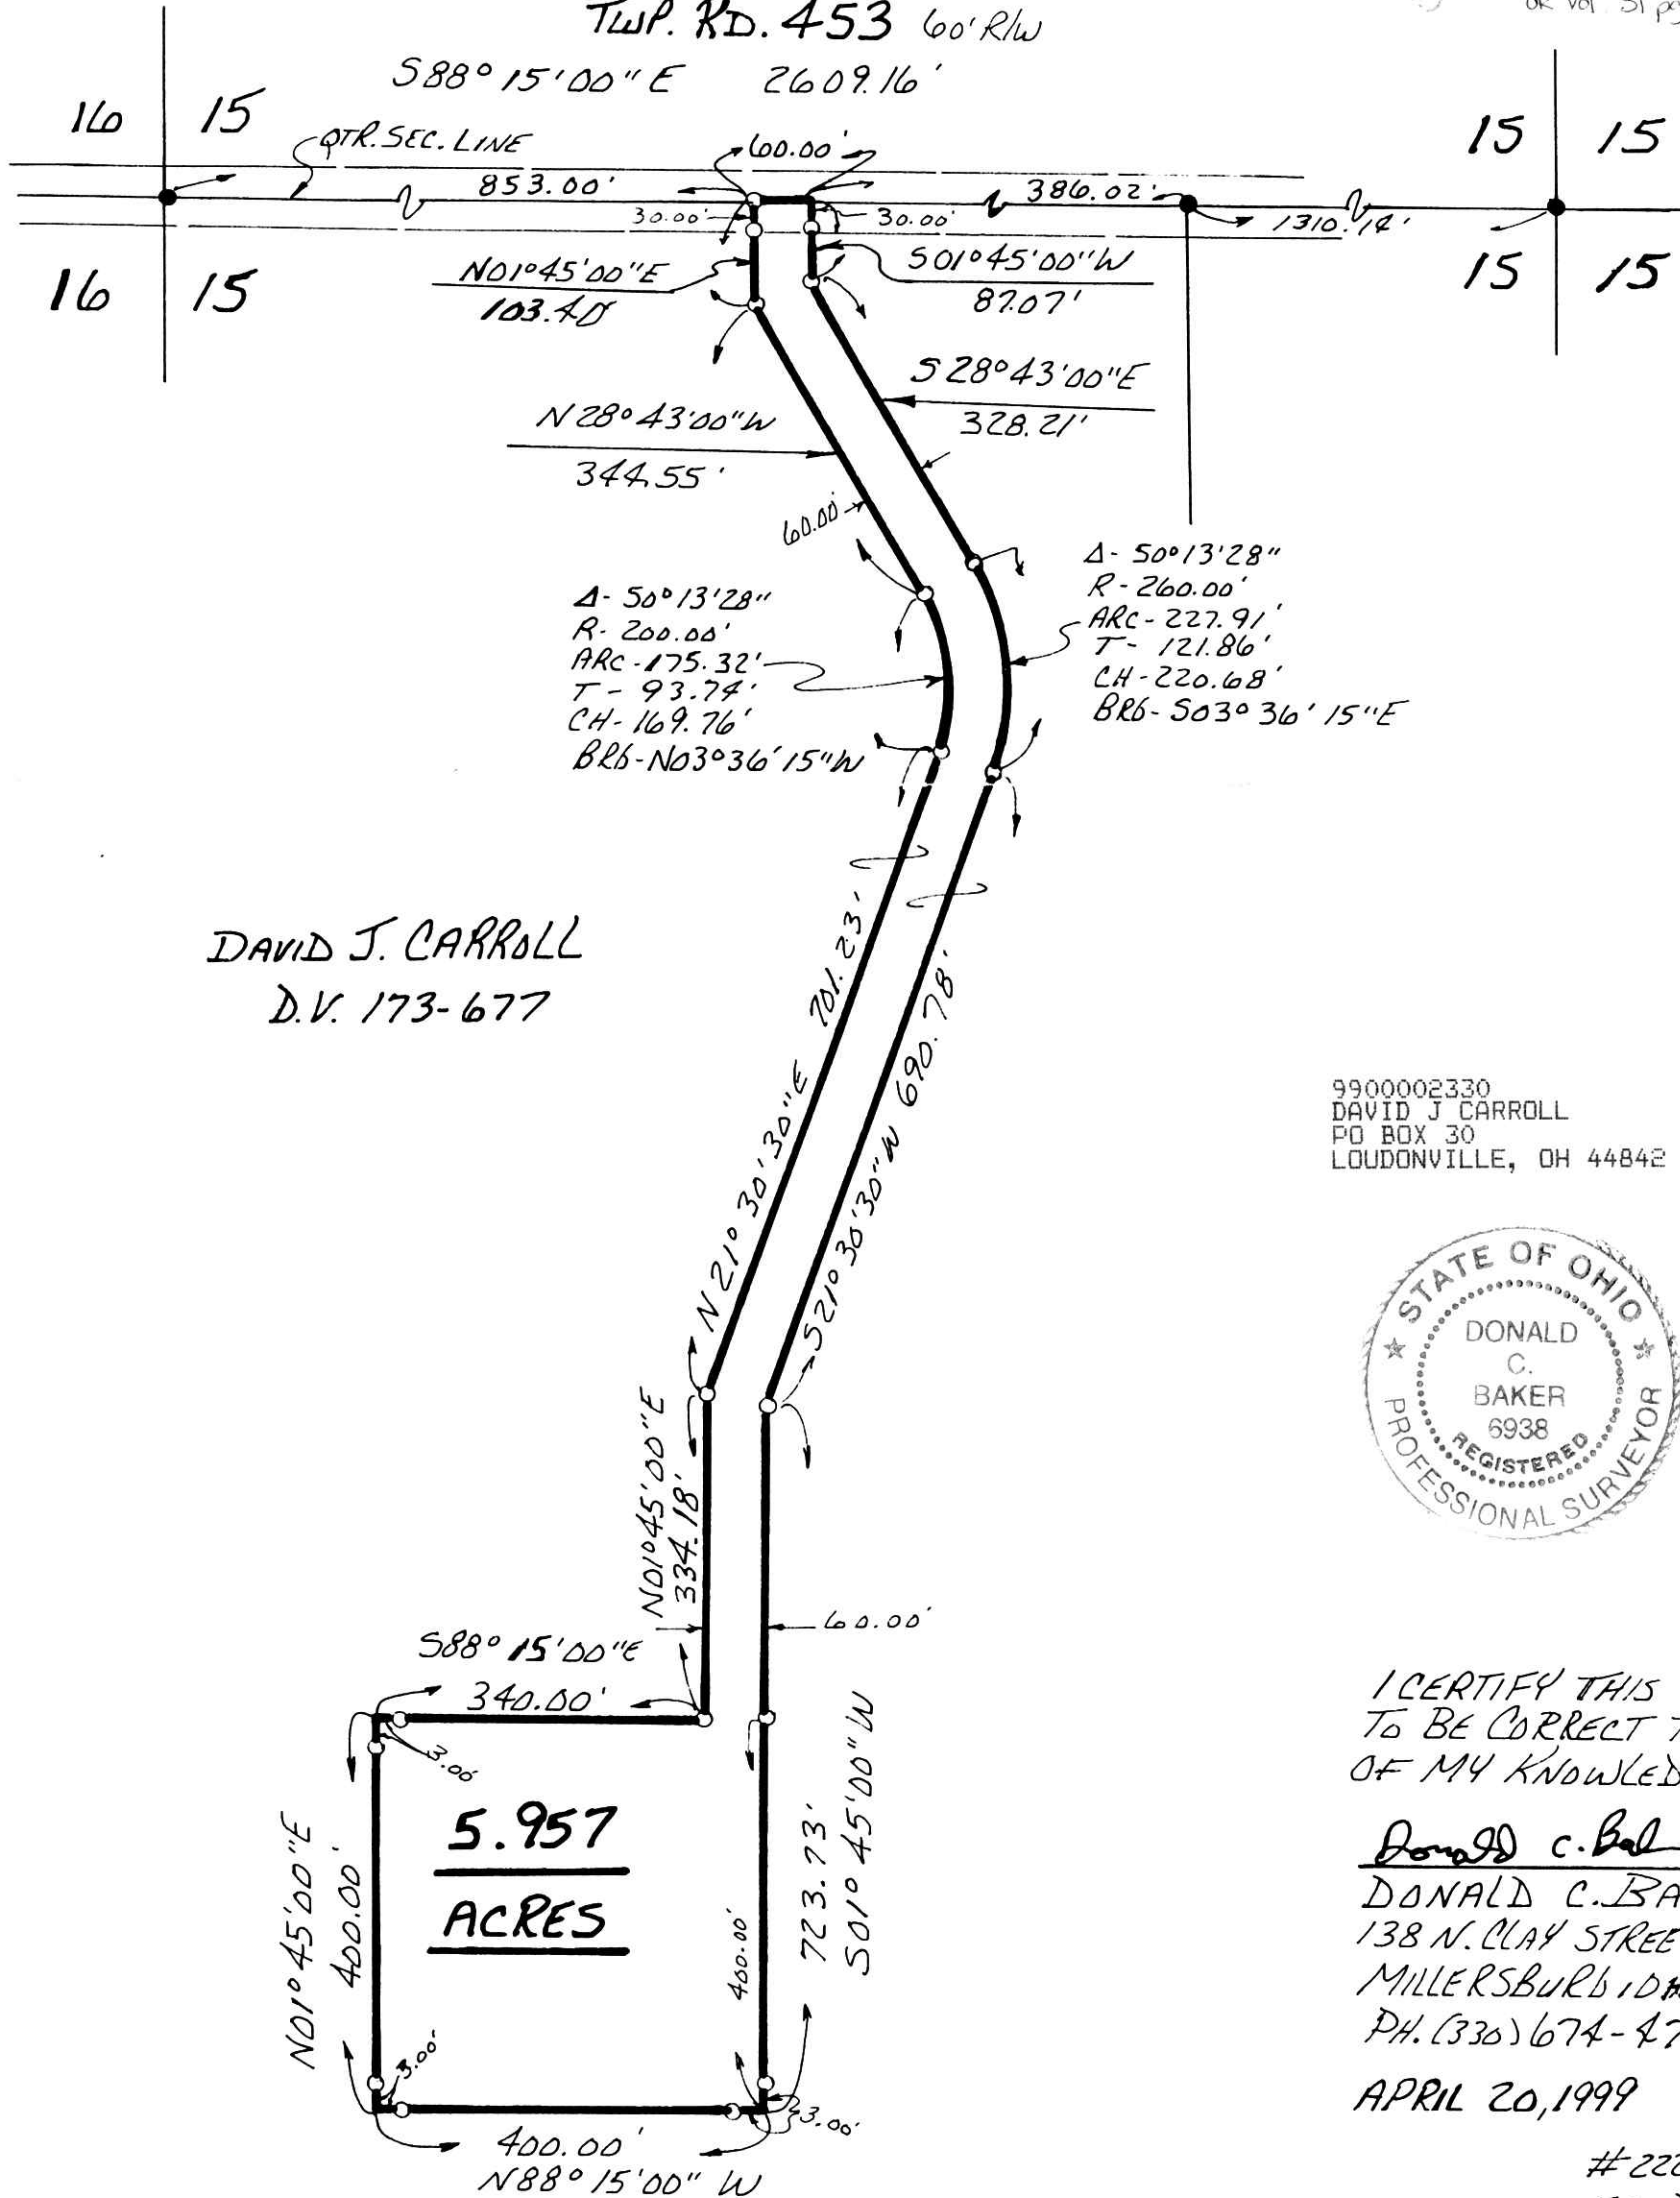 OR Vol. 51 pg
TWP. RD. 453 60' R/W
S88° 15' 00" E 2609.16'
16 15
15 15
QTR. SEC. LINE
60.00'
853.00'
386.02'
30.00'
30.00'
1310.14'
16 15
15 15
N01°45'00"E
103.40
S01°45'00"W
87.07'
S28°43'00"E
328.21'
N28°43'00"W
344.55'
60.00'
Δ- 50°13'28"
R- 200.00'
ARC-175.32'
T- 93.74'
CH- 169.76'
BRG-N03°36'15"W
Δ- 50°13'28"
R- 260.00'
ARC- 227.91'
T- 121.86'
CH- 220.68'
BRG- S03°36'15"E
DAVID J. CARROLL
D.V. 173-677
N21°30'30"E 701.23'
S21°30'30"W 690.78'
9900002330
DAVID J CARROLL
PO BOX 30
LOUDONVILLE, OH 44842
STATE OF OHIO
DONALD
C.
BAKER
6938
REGISTERED
PROFESSIONAL SURVEYOR
N01°45'00"E
334.18'
60.00'
S88°15'00"E
340.00'
3.00'
5.957
ACRES
N01°45'00"E
400.00'
400.00'
723.73'
S01°45'00"W
3.00'
3.00'
400.00'
N88°15'00" W
I CERTIFY THIS
TO BE CORRECT T
OF MY KNOWLED
Donald C. Bak
DONALD C. BA
138 N. CLAY STREE
MILLERSBURG, OH
PH. (330) 674-47
APRIL 20, 1999
#222